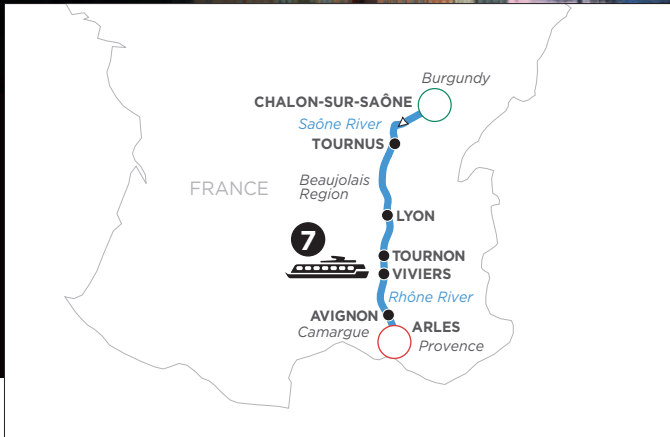 Burgundy
CHALON-SUR-SAÔNE
Saône River
TOURNUS
Beaujolais
Region
FRANCE
LYON
7
TOURNON
VIVIERS
Rhône River
AVIGNON
ARLES
Camargue
Provence